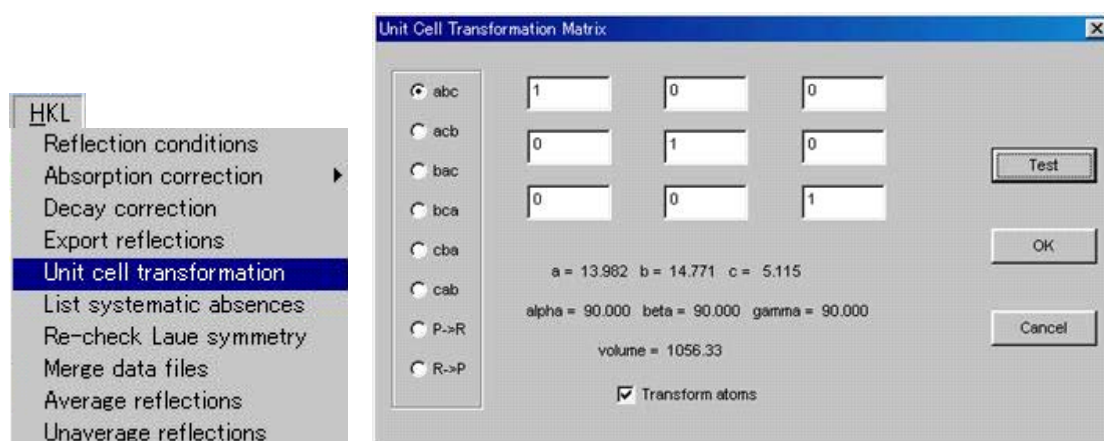 HKL
Reflection conditions
Absorption correction
Decay correction
Export reflections
Unit cell transformation
List systematic absences
Re-check Laue symmetry
Merge data files
Average reflections
Unaverage reflections
Unit Cell Transformation Matrix
abc
acb
bac
bca
cba
cab
P->R
R->P
1 0 0
0 1 0
0 0 1
a = 13.982 b = 14.771 c = 5.115
alpha = 90.000 beta = 90.000 gamma = 90.000
volume = 1056.33
Transform atoms
Test
OK
Cancel